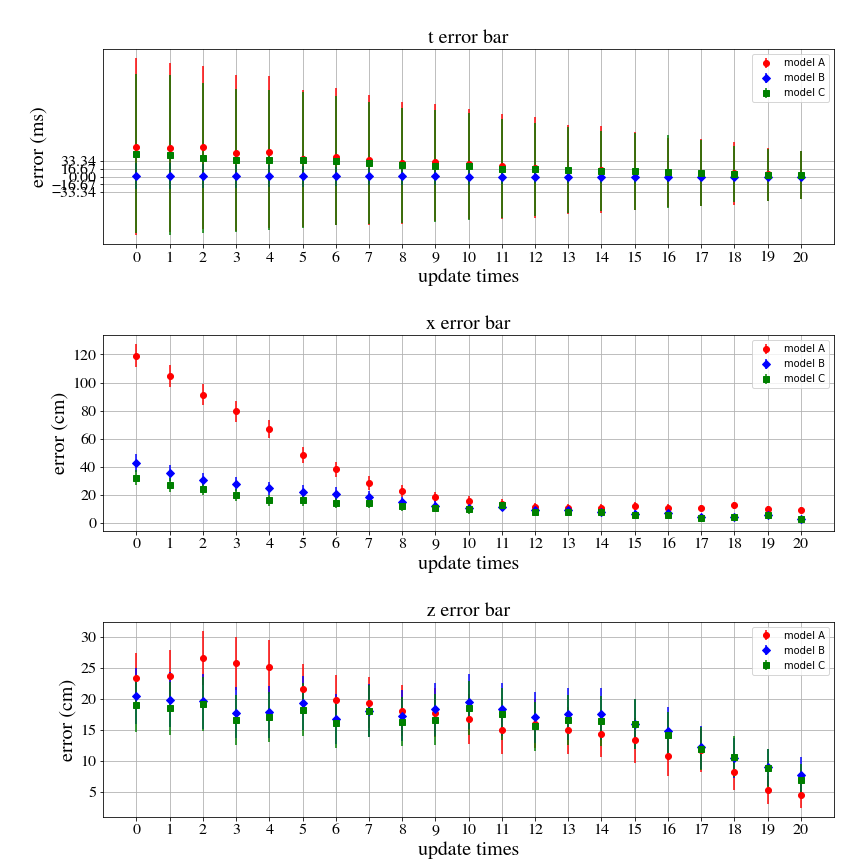 t error bar
error (ms)
33.34
16.67
0.00
−16.67
−33.34
model A
model B
model C
0 1 2 3 4 5 6 7 8 9 10 11 12 13 14 15 16 17 18 19 20
update times
x error bar
error (cm)
120
100
80
60
40
20
0
model A
model B
model C
0 1 2 3 4 5 6 7 8 9 10 11 12 13 14 15 16 17 18 19 20
update times
z error bar
error (cm)
30
25
20
15
10
5
model A
model B
model C
0 1 2 3 4 5 6 7 8 9 10 11 12 13 14 15 16 17 18 19 20
update times